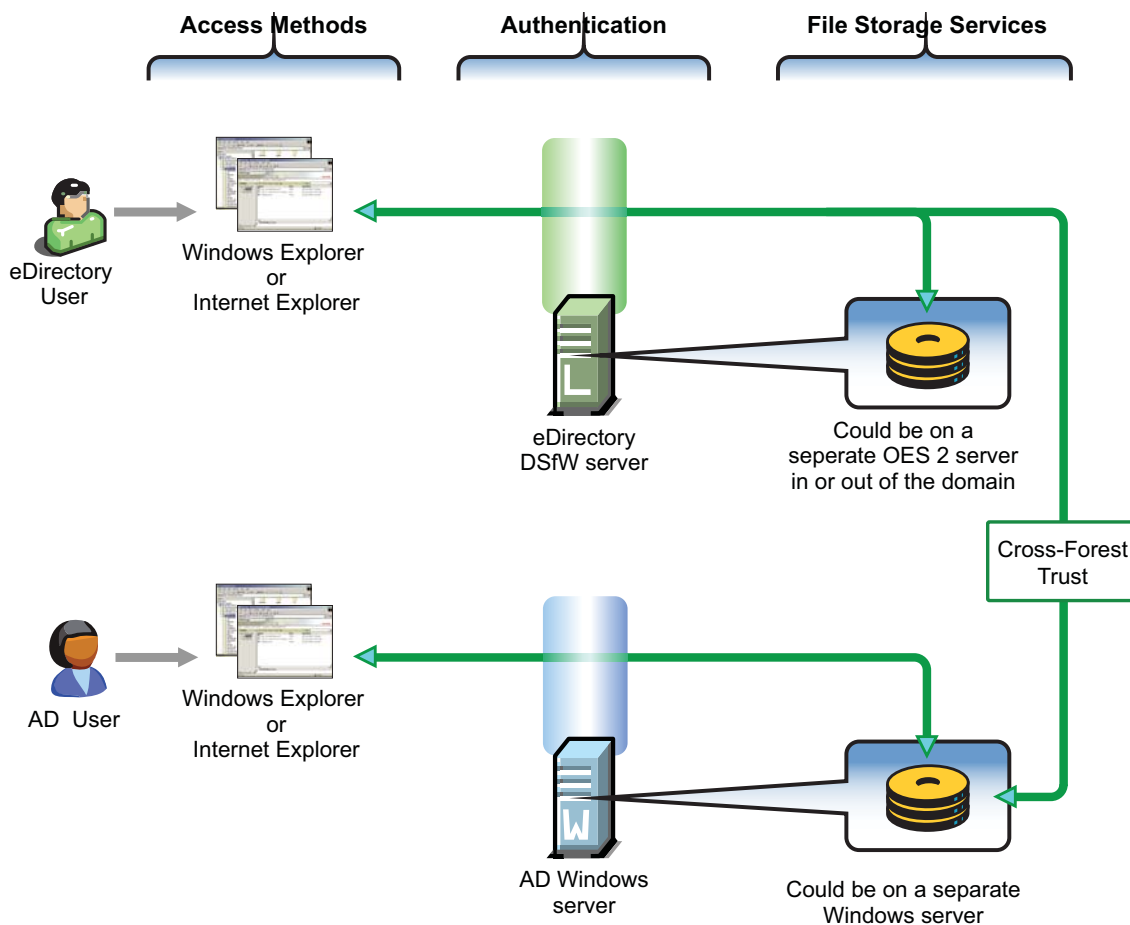 Access Methods
Authentication
File Storage Services
eDirectory
User
Windows Explorer
or
Internet Explorer
L
eDirectory
DSfW server
Could be on a
seperate OES 2 server
in or out of the domain
Cross-Forest
Trust
AD User
Windows Explorer
or
Internet Explorer
W
AD Windows
server
Could be on a separate
Windows server